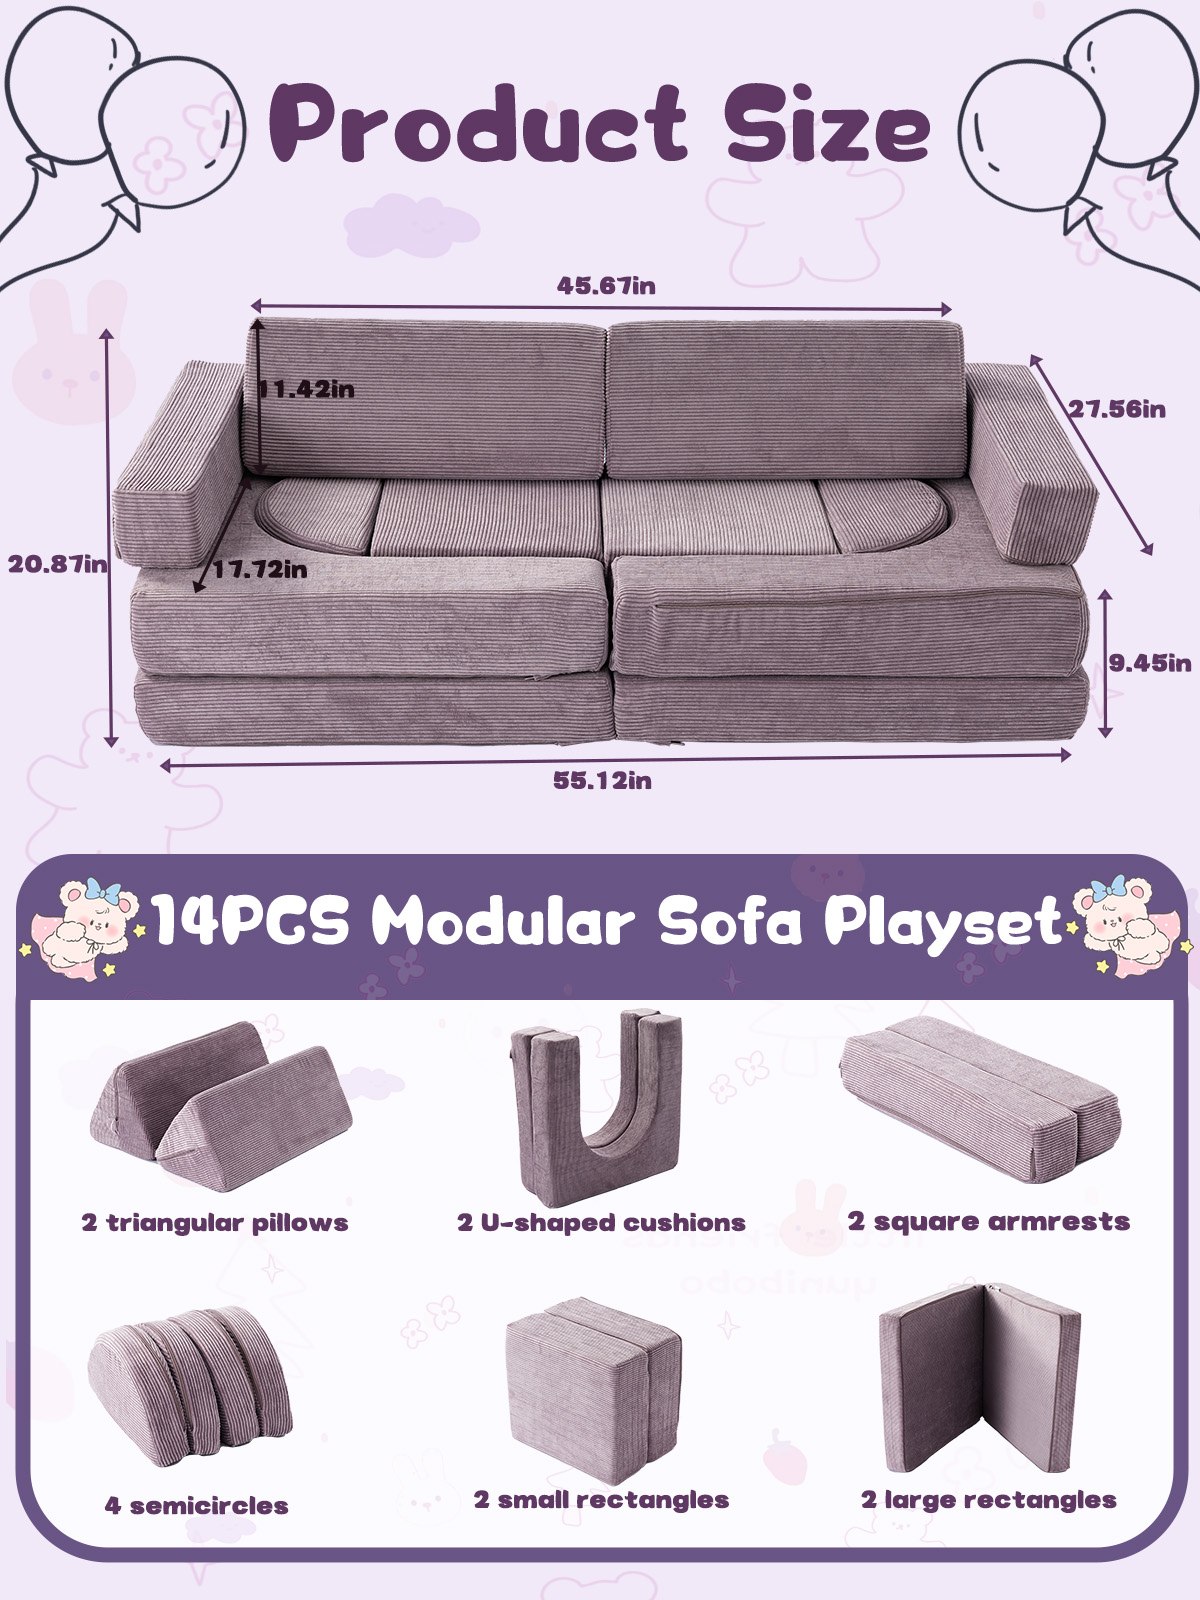 Product Size
45.67in
11.42in
27.56in
20.87in
17.72in
9.45in
55.12in
14PCS Modular Sofa Playset
2 triangular pillows
2 U-shaped cushions
2 square armrests
4 semicircles
2 small rectangles
2 large rectangles